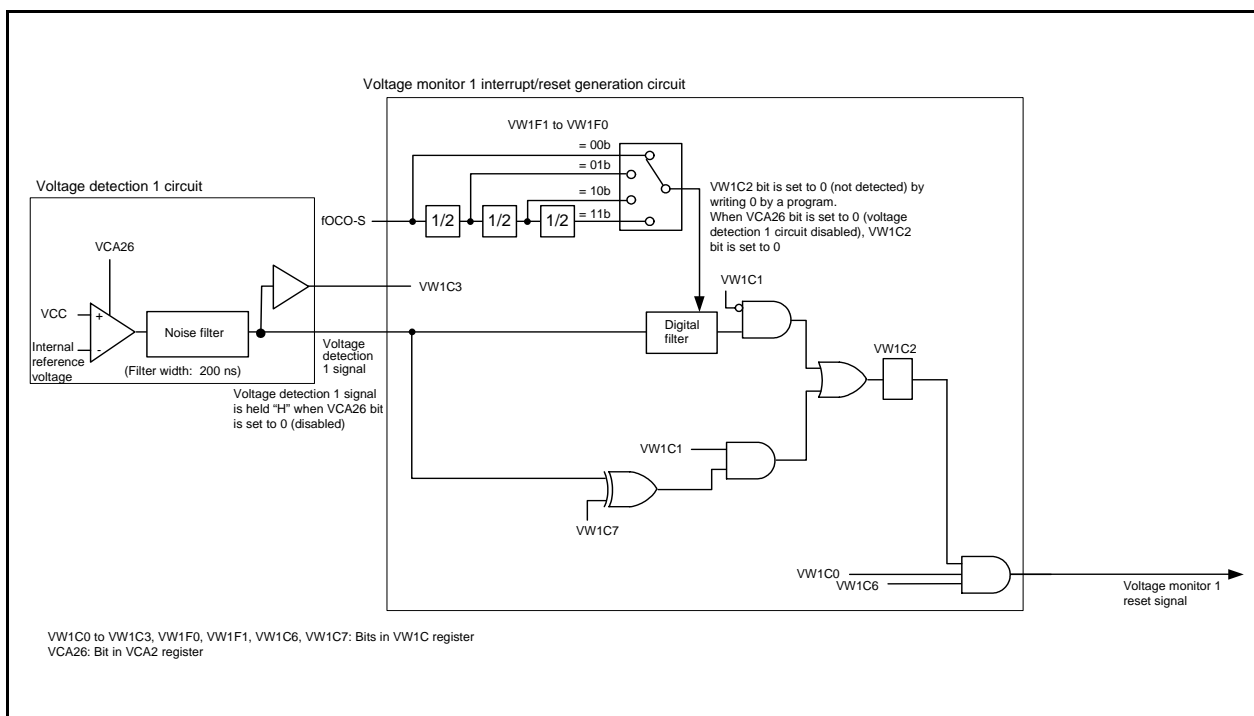 Voltage monitor 1 interrupt/reset generation circuit
VW1F1 to VW1F0
= 00b
= 01b
= 10b
= 11b
fOCO-S
1/2
1/2
1/2
VW1C2 bit is set to 0 (not detected) by
writing 0 by a program.
When VCA26 bit is set to 0 (voltage
detection 1 circuit disabled), VW1C2
bit is set to 0
Voltage detection 1 circuit
VCA26
VW1C3
VCC
+
-
Internal
reference
voltage
Noise filter
(Filter width: 200 ns)
Voltage
detection
1 signal
Voltage detection 1 signal
is held “H” when VCA26 bit
is set to 0 (disabled)
VW1C1
Digital
filter
VW1C2
VW1C1
VW1C7
VW1C0
VW1C6
Voltage monitor 1
reset signal
VW1C0 to VW1C3, VW1F0, VW1F1, VW1C6, VW1C7: Bits in VW1C register
VCA26: Bit in VCA2 register